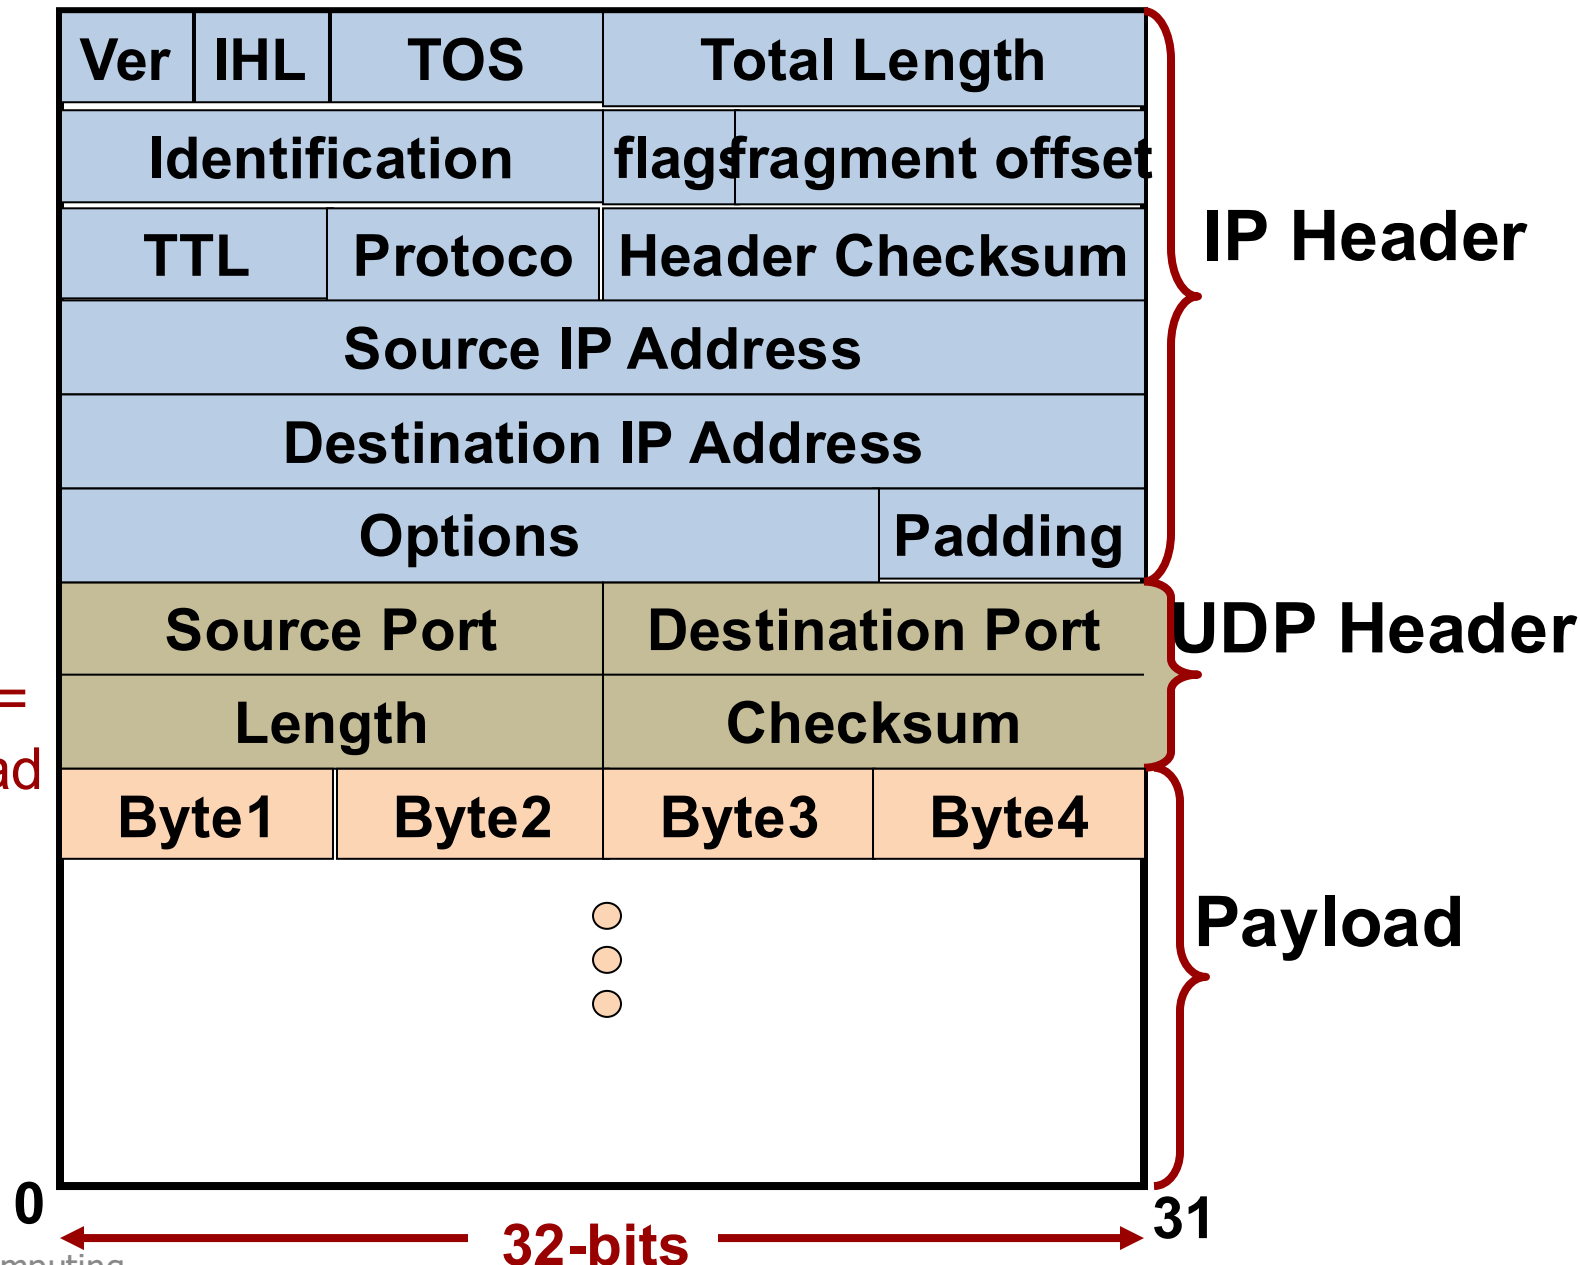 Ver IHL TOS Total Length
Identification flags fragment offset
TTL Protoco Header Checksum
IP Header
Source IP Address
Destination IP Address
Options Padding
Source Port Destination Port
UDP Header
=
Length Checksum
Byte1 Byte2 Byte3 Byte4
Payload
0
31
32-bits